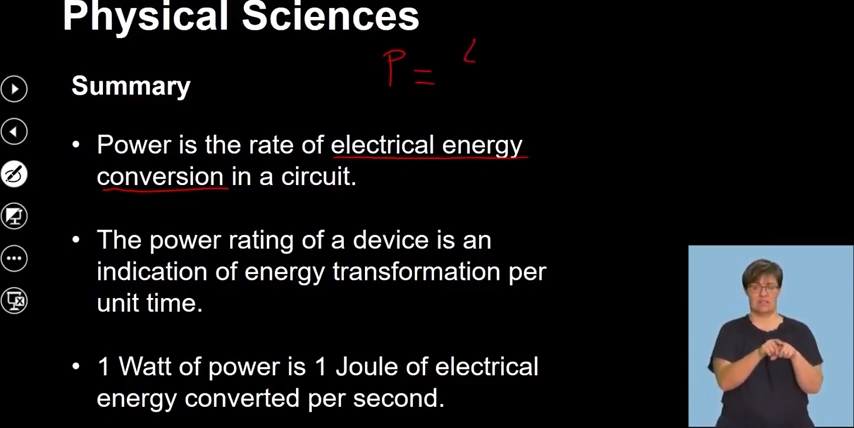 Physical Sciences
P =
Summary
• Power is the rate of electrical energy
conversion in a circuit.
• The power rating of a device is an
indication of energy transformation per
unit time.
• 1 Watt of power is 1 Joule of electrical
energy converted per second.